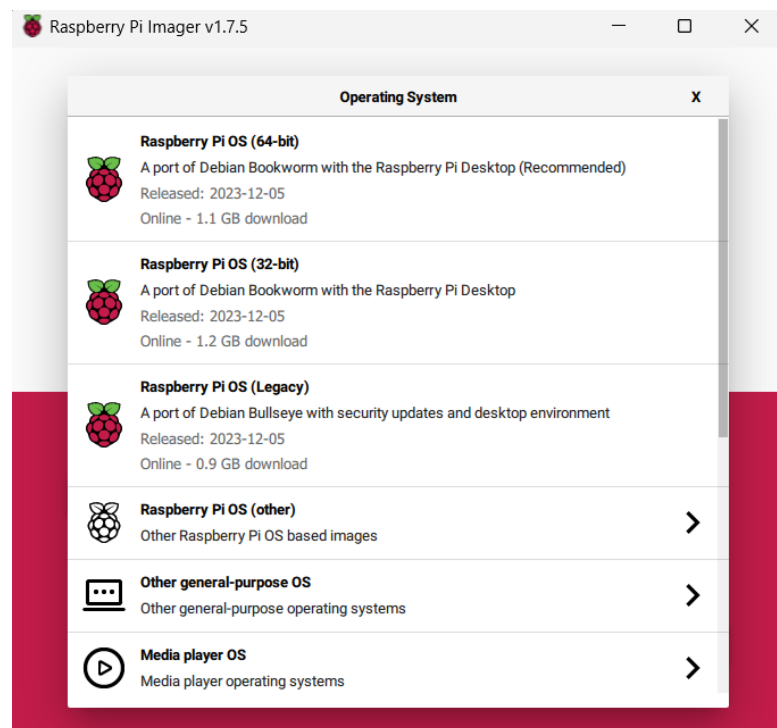 Raspberry Pi Imager v1.7.5
Operating System
X
Raspberry Pi OS (64-bit)
A port of Debian Bookworm with the Raspberry Pi Desktop (Recommended)
Released: 2023-12-05
Online - 1.1 GB download
Raspberry Pi OS (32-bit)
A port of Debian Bookworm with the Raspberry Pi Desktop
Released: 2023-12-05
Online - 1.2 GB download
Raspberry Pi OS (Legacy)
A port of Debian Bullseye with security updates and desktop environment
Released: 2023-12-05
Online - 0.9 GB download
Raspberry Pi OS (other)
Other Raspberry Pi OS based images
Other general-purpose OS
Other general-purpose operating systems
Media player OS
Media player operating systems